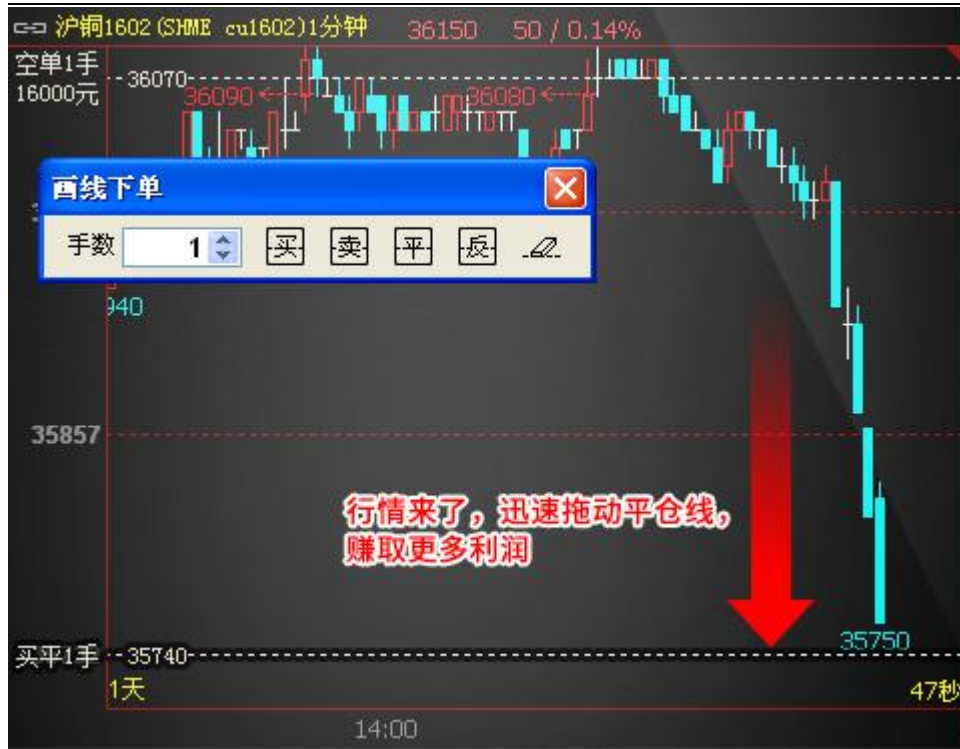 沪铜1602(SHME cu1602)1分钟 36150 50 / 0.14%
空单1手
16000元
36070
36090
36080
画线下单
手数 1 买 卖 平 反
940
35857
行情来了，迅速拖动平仓线，
赚取更多利润
35750
买平1手 35740
1天 47秒
14:00